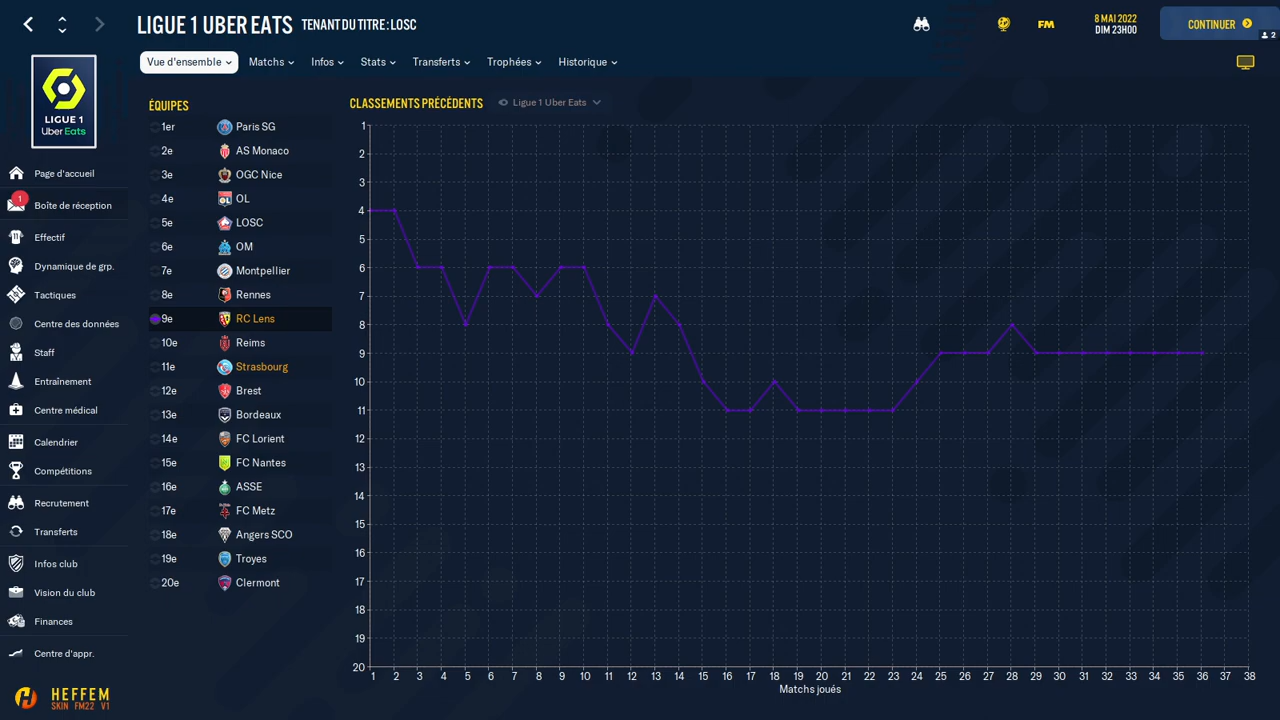 LIGUE 1 UBER EATS TENANT DU TITRE : LOSC
FM
8 MAI 2022
DIM 23H00
CONTINUER
2
Vue d'ensemble Matchs Infos Stats Transferts Trophées Historique
LIGUE 1
Uber Eats
Page d'accueil
1
Boîte de réception
11
Effectif
Dynamique de grp.
Tactiques
Centre des données
Staff
Entraînement
Centre médical
Calendrier
Compétitions
Recrutement
Transferts
Infos club
Vision du club
Finances
Centre d'appr.
HEFFEM
SKIN FM22 V1
ÉQUIPES
1er Paris SG
2e AS Monaco
3e OGC Nice
4e OL
5e LOSC
6e OM
7e Montpellier
8e Rennes
9e RC Lens
10e Reims
11e Strasbourg
12e Brest
13e Bordeaux
14e FC Lorient
15e FC Nantes
16e ASSE
17e FC Metz
18e Angers SCO
19e Troyes
20e Clermont
CLASSEMENTS PRÉCÉDENTS Ligue 1 Uber Eats
1
2
3
4
5
6
7
8
9
10
11
12
13
14
15
16
17
18
19
20
1 2 3 4 5 6 7 8 9 10 11 12 13 14 15 16 17 18 19 20 21 22 23 24 25 26 27 28 29 30 31 32 33 34 35 36 37 38
Matchs joués